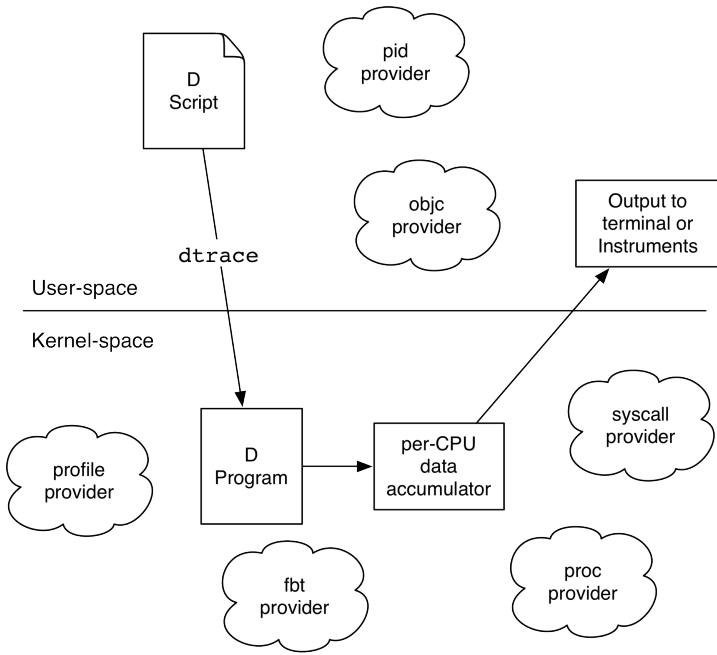 D
Script
pid
provider
objc
provider
Output to
terminal or
Instruments
dtrace
User-space
Kernel-space
profile
provider
D
Program
per-CPU
data
accumulator
syscall
provider
fbt
provider
proc
provider